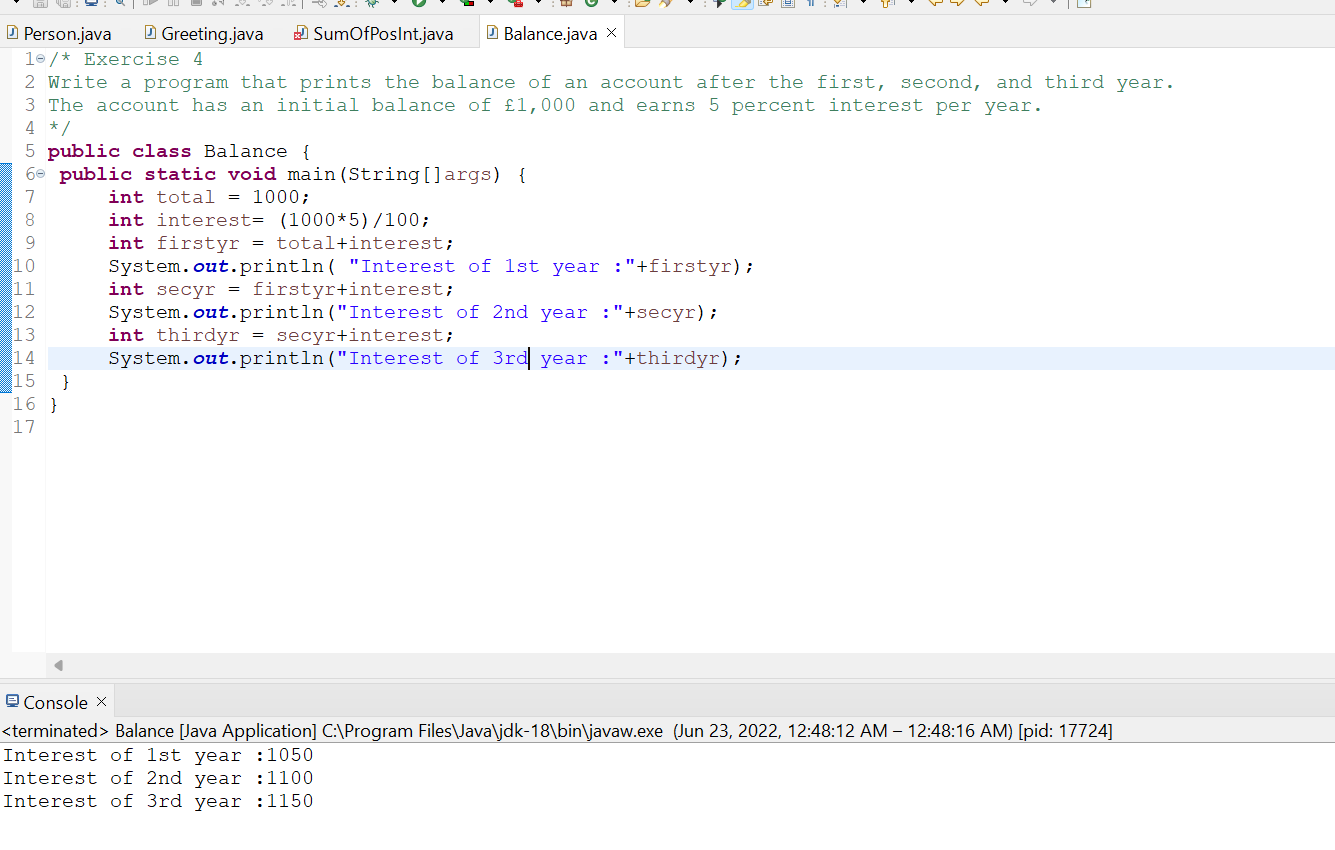 Person.java Greeting.java SumOfPosInt.java Balance.java
1 /* Exercise 4
2 Write a program that prints the balance of an account after the first, second, and third year.
3 The account has an initial balance of £1,000 and earns 5 percent interest per year.
4 */
5 public class Balance {
6 public static void main(String[]args) {
7 int total = 1000;
8 int interest= (1000*5)/100;
9 int firstyr = total+interest;
10 System.out.println( "Interest of 1st year :"+firstyr);
11 int secyr = firstyr+interest;
12 System.out.println("Interest of 2nd year :"+secyr);
13 int thirdyr = secyr+interest;
14 System.out.println("Interest of 3rd year :"+thirdyr);
15 }
16 }
17
Console
<terminated> Balance [Java Application] C:\Program Files\Java\jdk-18\bin\javaw.exe (Jun 23, 2022, 12:48:12 AM – 12:48:16 AM) [pid: 17724]
Interest of 1st year :1050
Interest of 2nd year :1100
Interest of 3rd year :1150